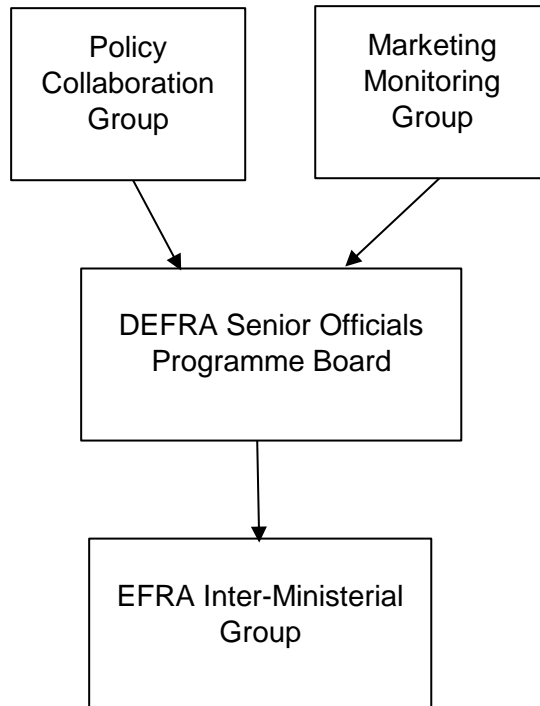 Policy
Collaboration
Group
Marketing
Monitoring
Group
DEFRA Senior Officials
Programme Board
EFRA Inter-Ministerial
Group